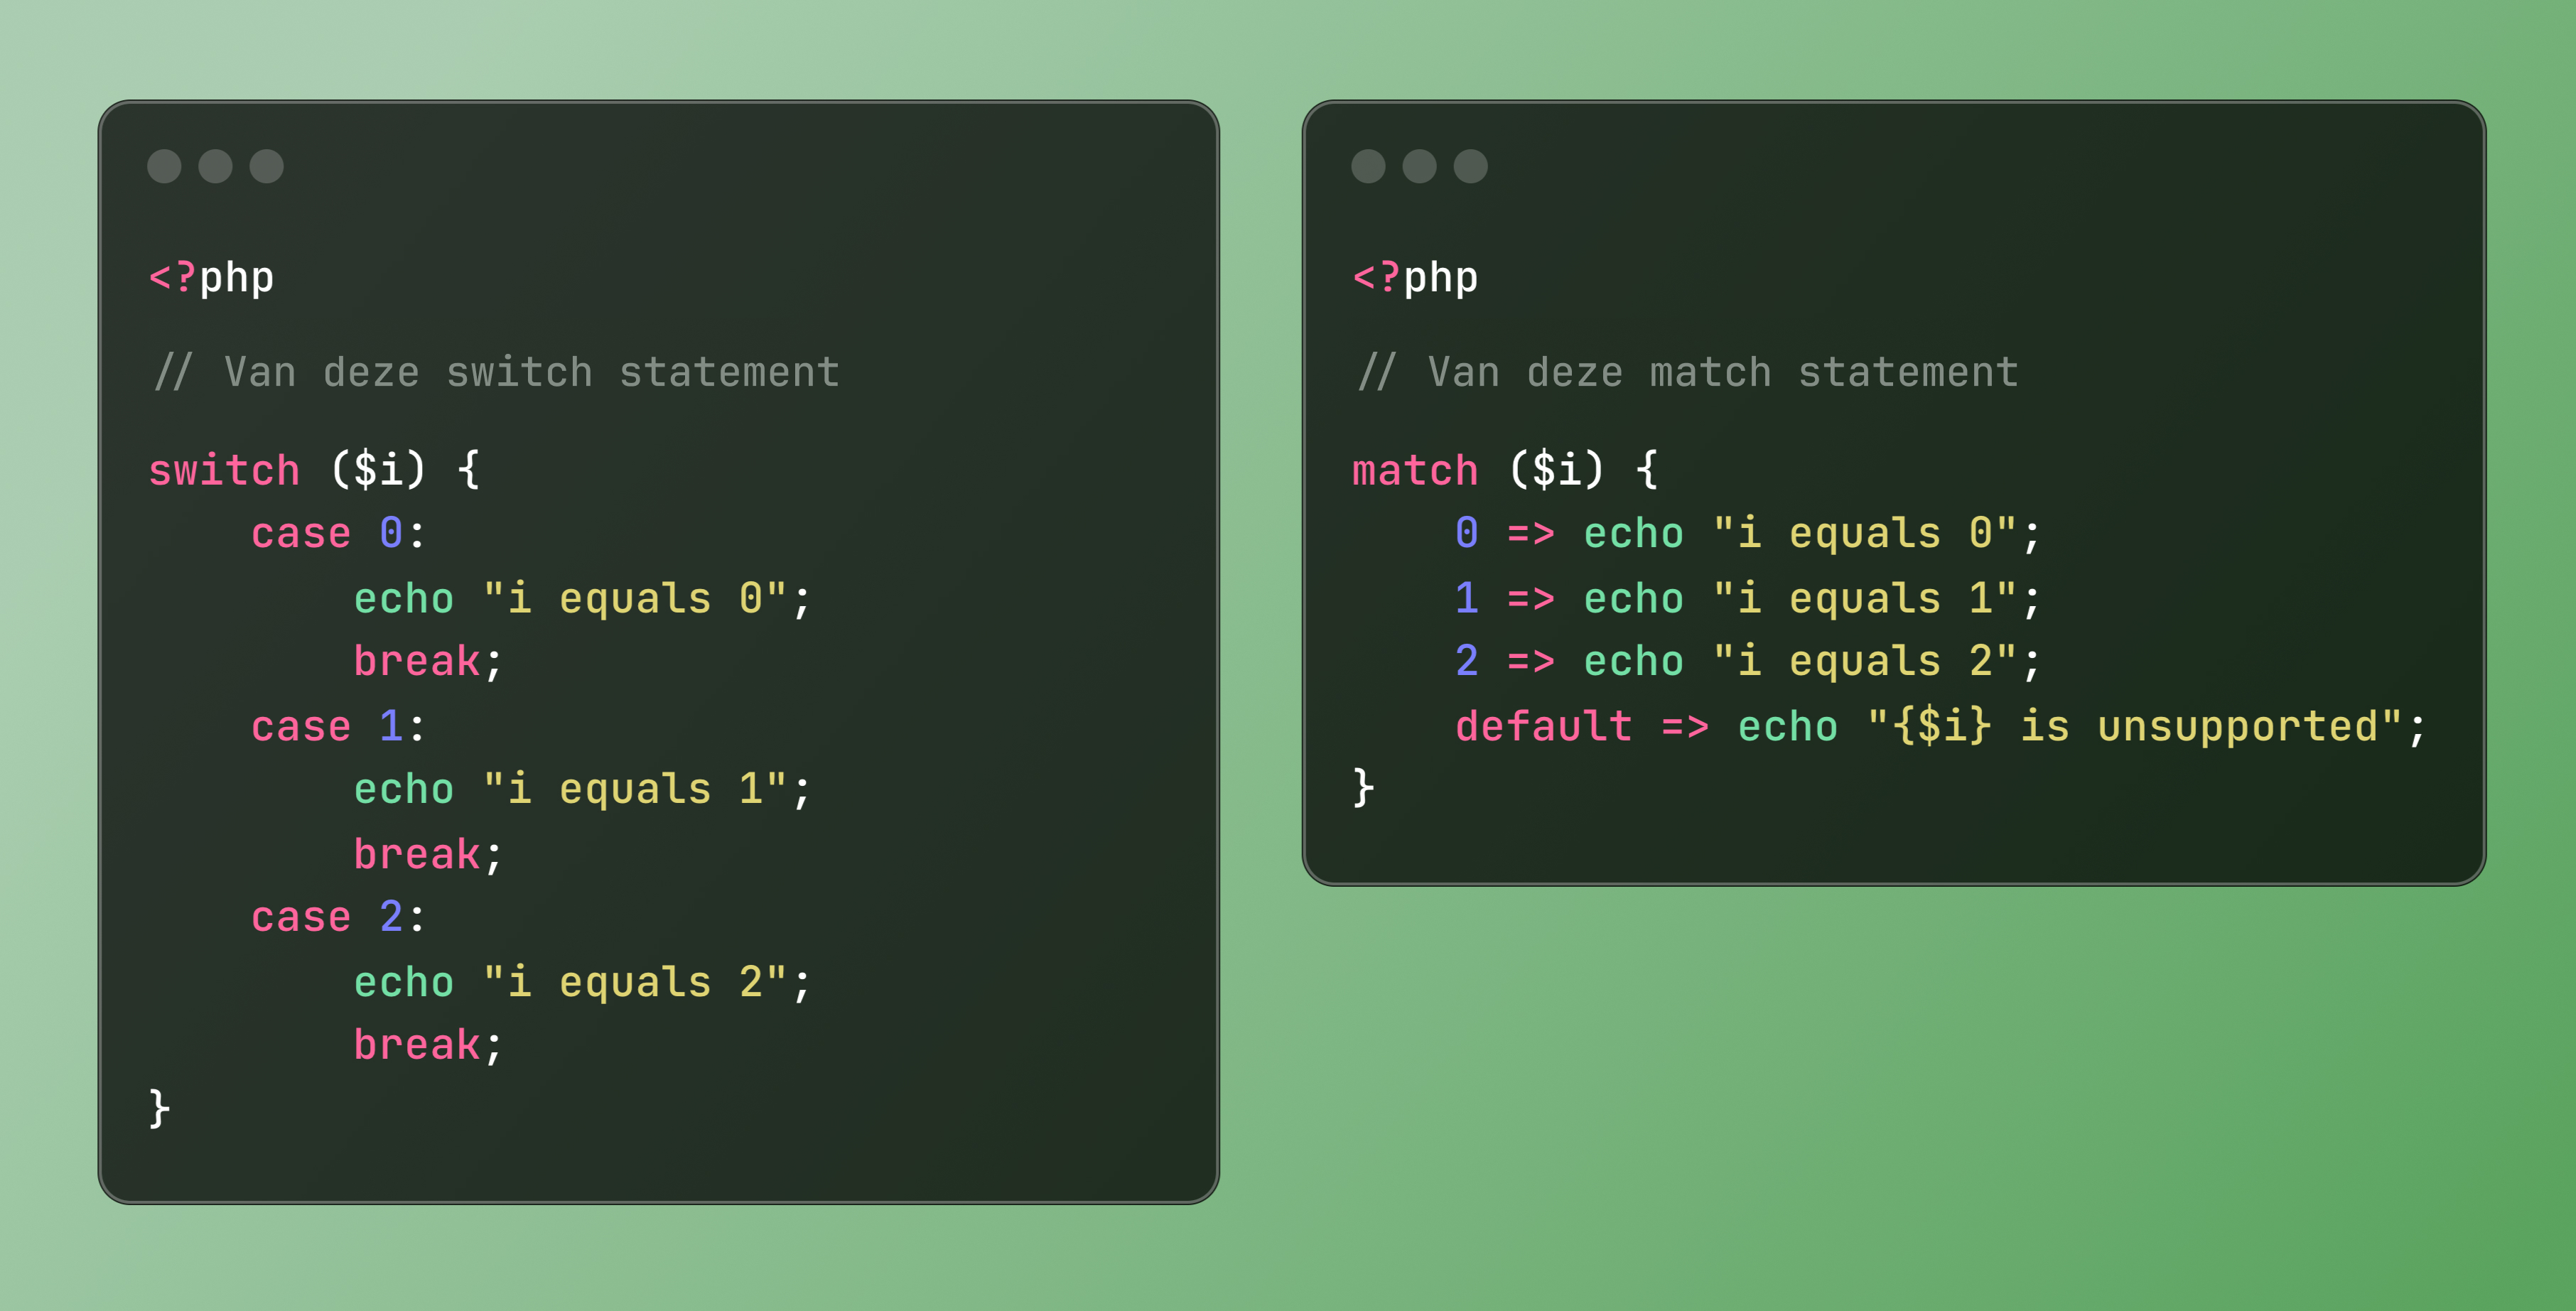 <?php
// Van deze switch statement
switch ($i) {
    case 0:
        echo "i equals 0";
        break;
    case 1:
        echo "i equals 1";
        break;
    case 2:
        echo "i equals 2";
        break;
}
<?php
// Van deze match statement
match ($i) {
    0 => echo "i equals 0";
    1 => echo "i equals 1";
    2 => echo "i equals 2";
    default => echo "{$i} is unsupported";
}